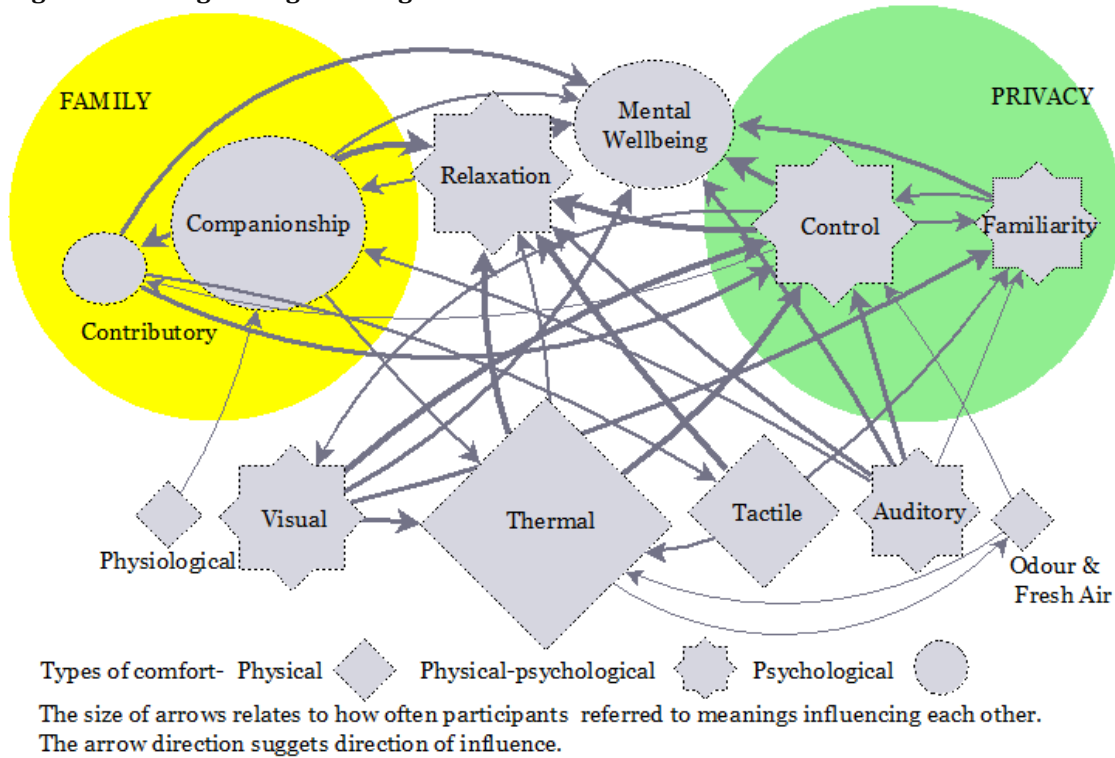 FAMILY
PRIVACY
Mental
Wellbeing
Relaxation
Companionship
Control
Familiarity
Contributory
Visual
Thermal
Tactile
Auditory
Physiological
Odour &
Fresh Air
Types of comfort- Physical Physical-psychological Psychological
The size of arrows relates to how often participants referred to meanings influencing each other.
The arrow direction suggets direction of influence.